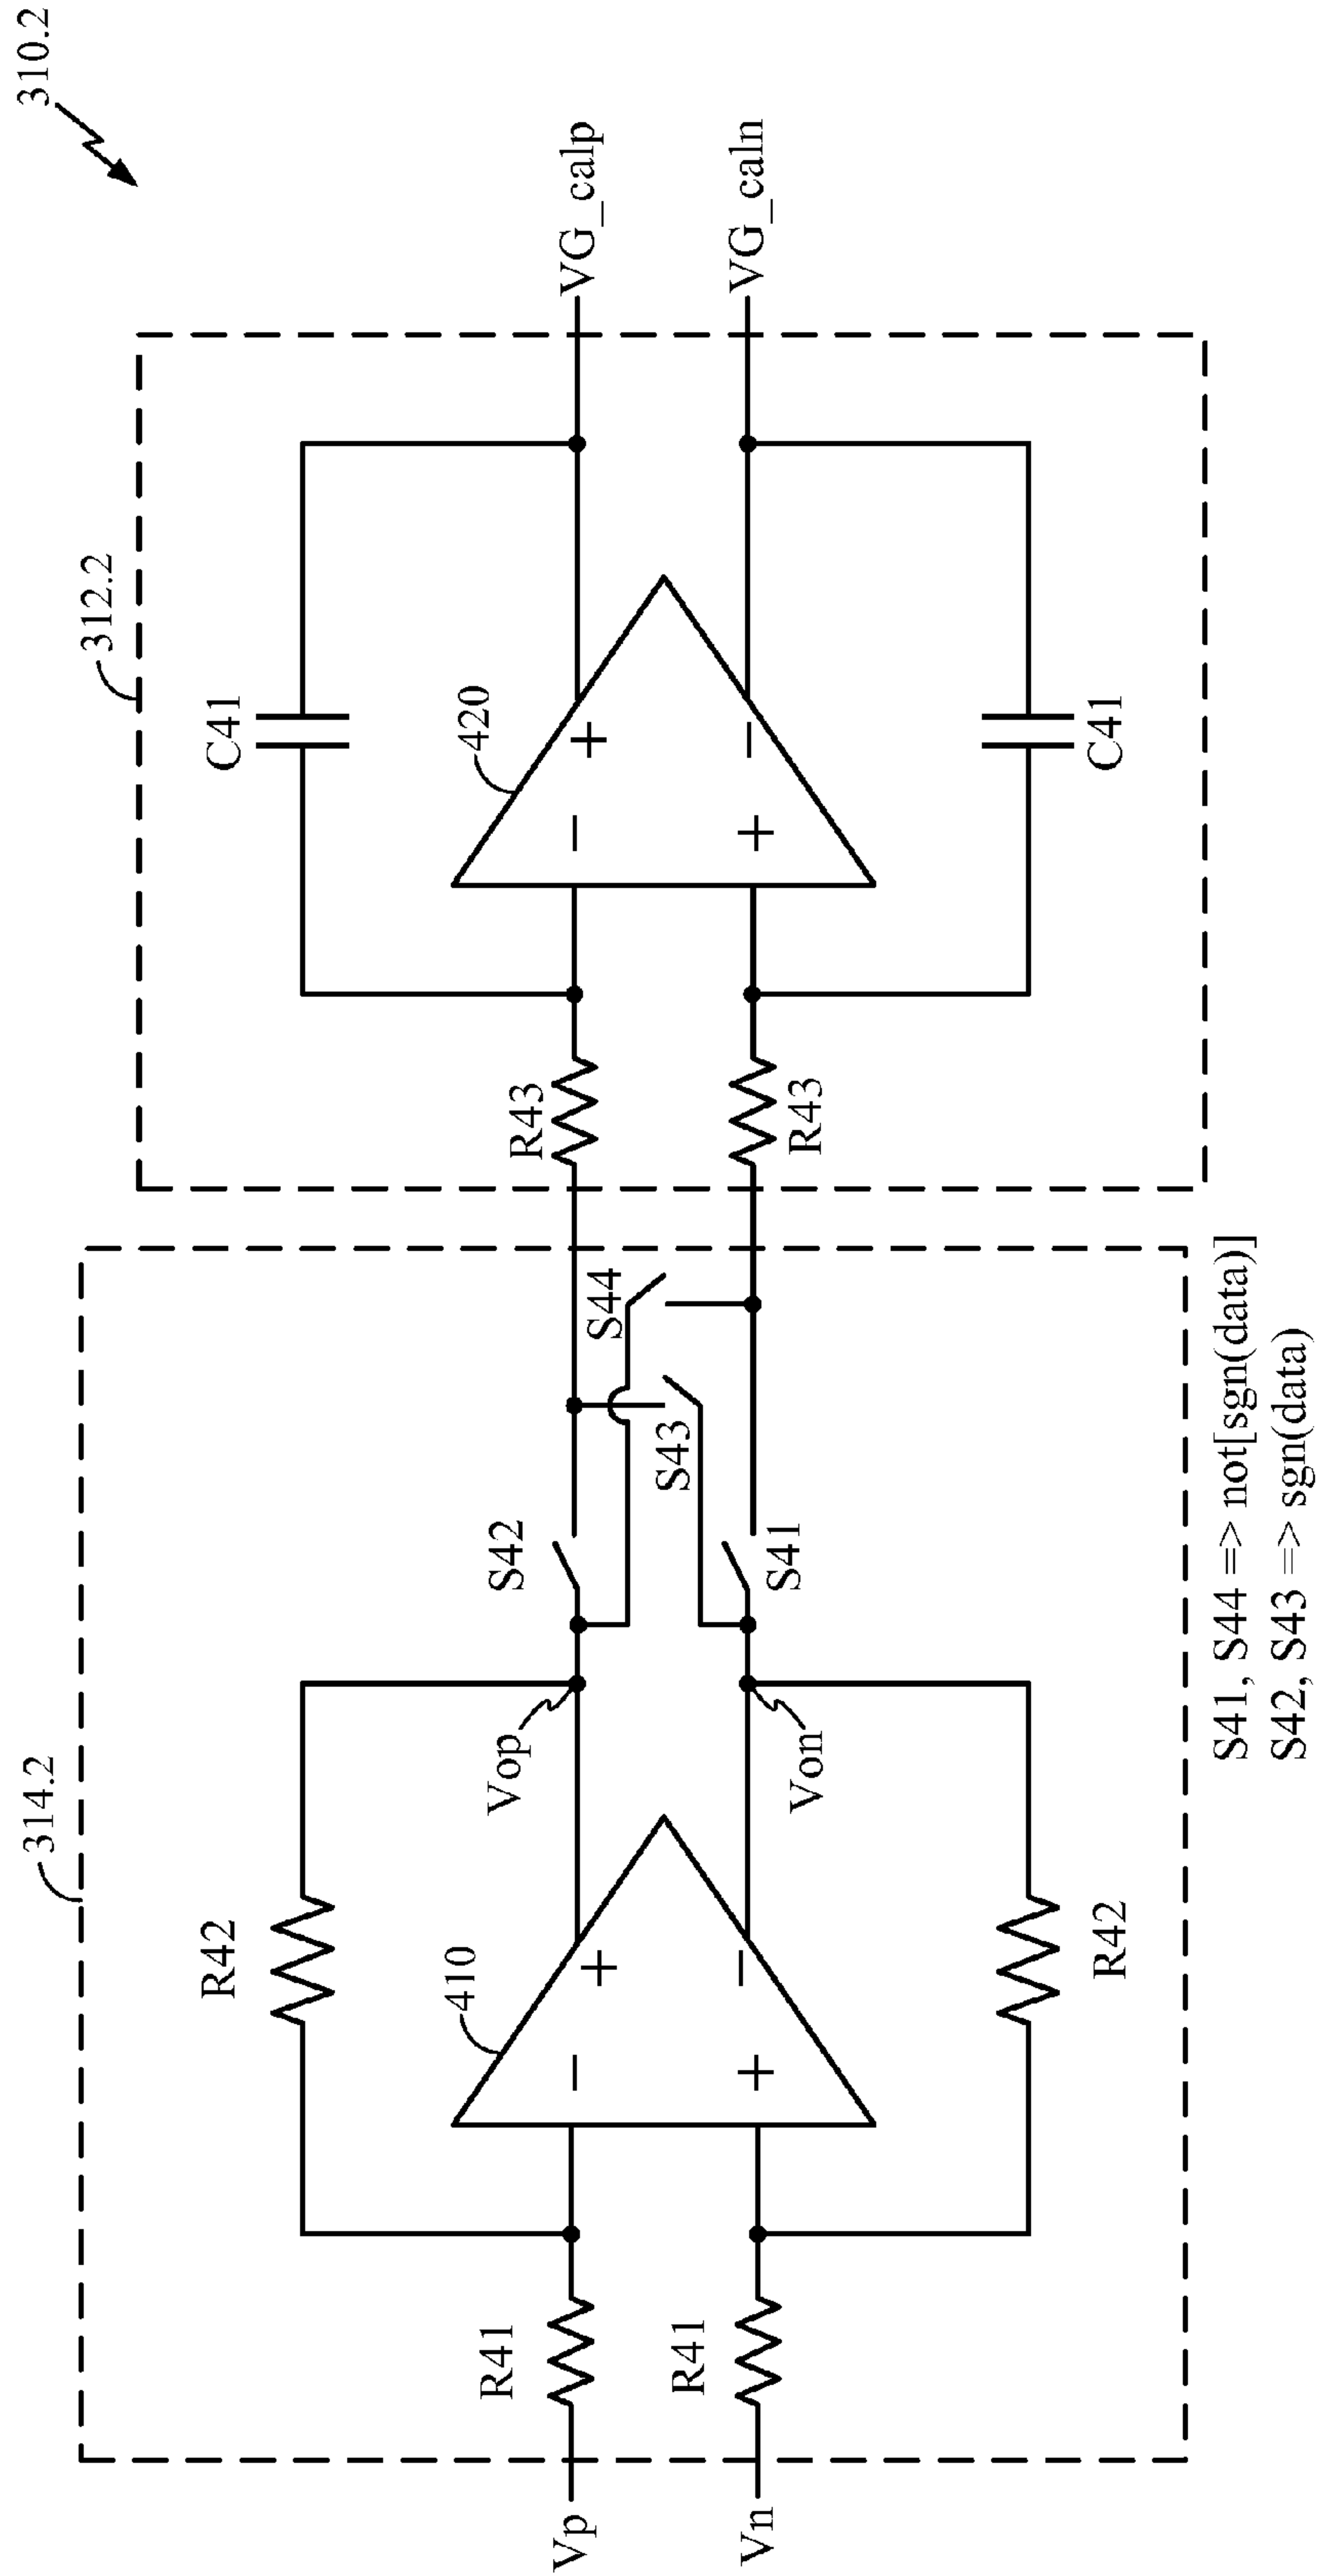 310.2
314.2
312.2
R42
C41
410
420
Vop
S42
S44
R43
VG_calp
R41
Vp
−
+
−
+
S43
R41
Vn
+
−
+
−
Von
S41
R43
VG_caln
R42
C41
S41, S44 => not[sgn(data)]
S42, S43 => sgn(data)